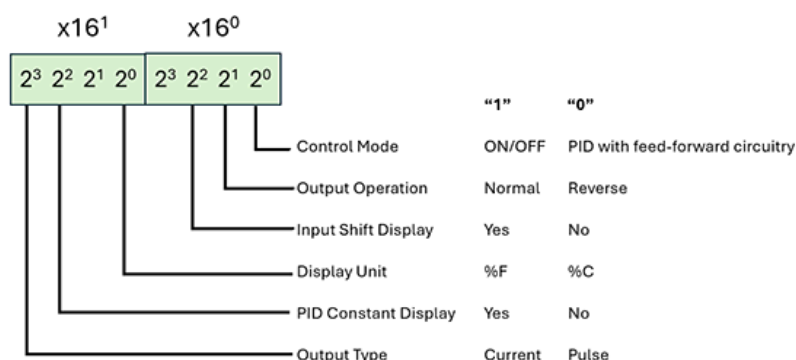 x16¹ x16⁰
2³ 2² 2¹ 2⁰ 2³ 2² 2¹ 2⁰
“1” “0”
Control Mode ON/OFF PID with feed-forward circuitry
Output Operation Normal Reverse
Input Shift Display Yes No
Display Unit %F %C
PID Constant Display Yes No
Output Type Current Pulse